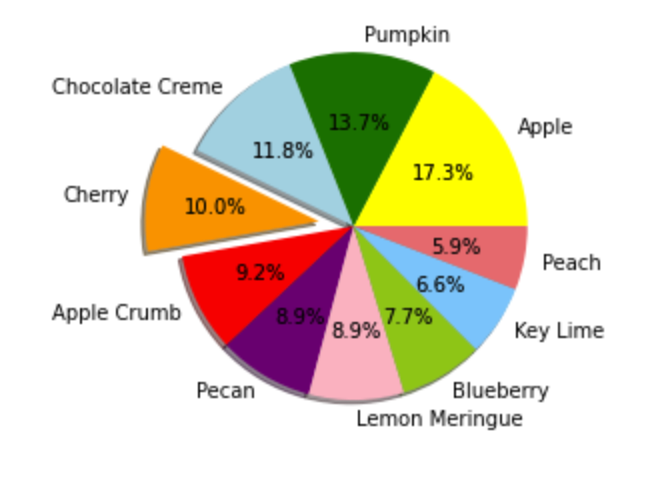 Pumpkin
Chocolate Creme
13.7%
Apple
11.8%
17.3%
Cherry
10.0%
5.9%
Peach
9.2%
6.6%
Apple Crumb
8.9%
8.9%
7.7%
Key Lime
Pecan
Blueberry
Lemon Meringue